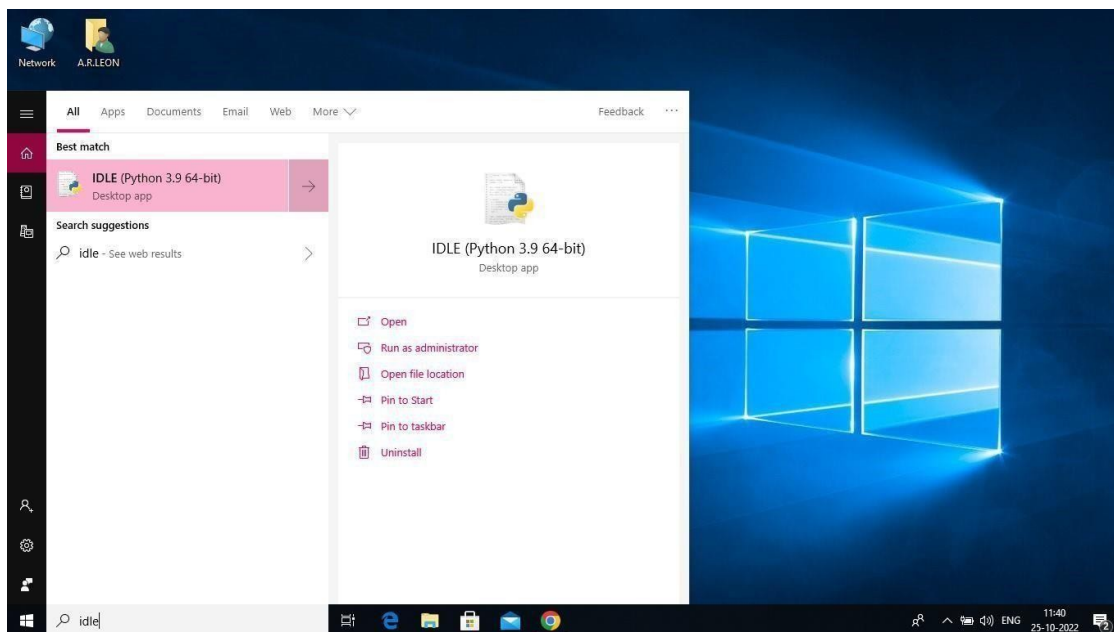 Network
A.R.LEON
All Apps Documents Email Web More Feedback ...
Best match
IDLE (Python 3.9 64-bit)
Desktop app
Search suggestions
idle - See web results
IDLE (Python 3.9 64-bit)
Desktop app
Open
Run as administrator
Open file location
Pin to Start
Pin to taskbar
Uninstall
idle
ENG
11:40
25-10-2022
2